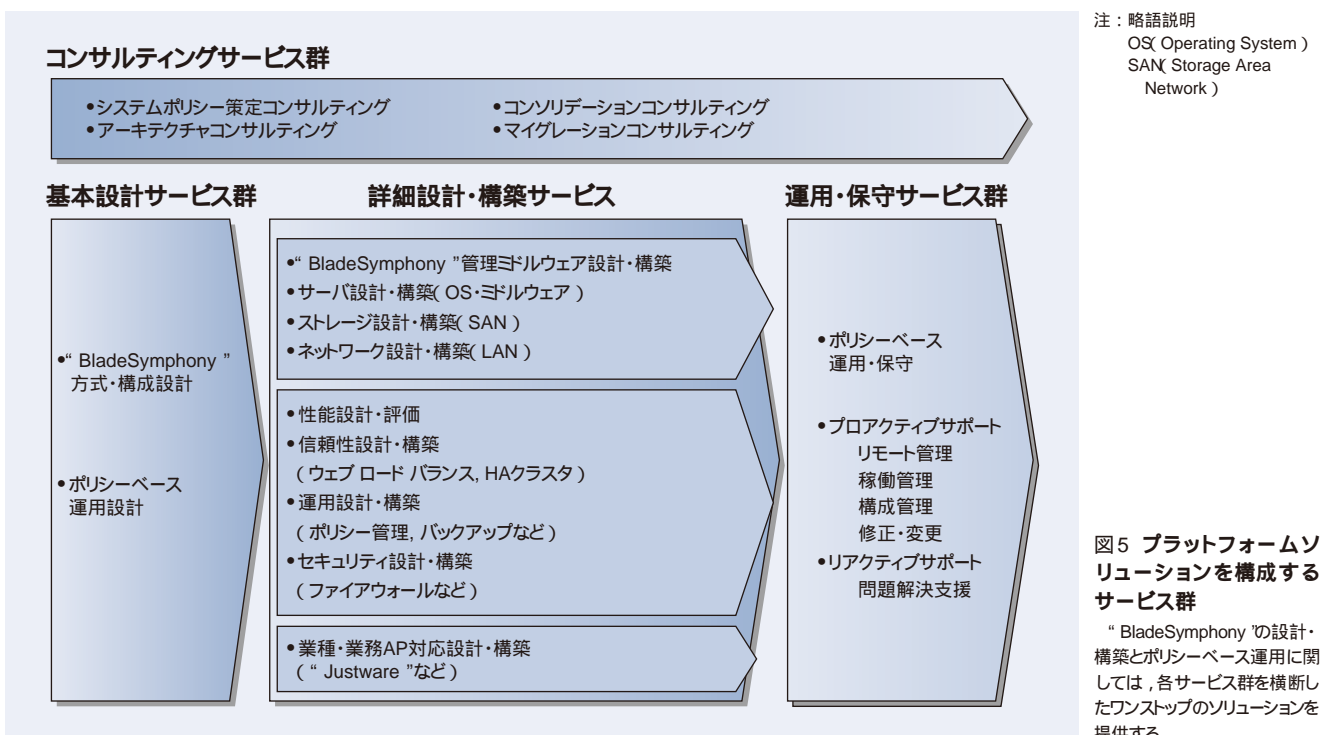 コンサルティングサービス群
•システムポリシー策定コンサルティング
•アーキテクチャコンサルティング
•コンソリデーションコンサルティング
•マイグレーションコンサルティング
基本設計サービス群
•“ BladeSymphony ”
方式・構成設計
•ポリシーベース
運用設計
詳細設計・構築サービス
•“ BladeSymphony ”管理ミドルウェア設計・構築
•サーバ設計・構築( OS・ミドルウェア )
•ストレージ設計・構築( SAN )
•ネットワーク設計・構築( LAN )
•性能設計・評価
•信頼性設計・構築
( ウェブ ロード バランス, HAクラスタ )
•運用設計・構築
( ポリシー管理, バックアップなど )
•セキュリティ設計・構築
( ファイアウォールなど )
•業種・業務AP対応設計・構築
( “ Justware ”など )
運用・保守サービス群
•ポリシーベース
運用・保守
•プロアクティブサポート
リモート管理
稼働管理
構成管理
修正・変更
•リアクティブサポート
問題解決支援
注：略語説明
OS( Operating System )
SAN( Storage Area
Network )
図5 プラットフォームソ
リューションを構成する
サービス群
“ BladeSymphony ”の設計・
構築とポリシーベース運用に関
しては , 各サービス群を横断し
たワンストップのソリューションを
提供する